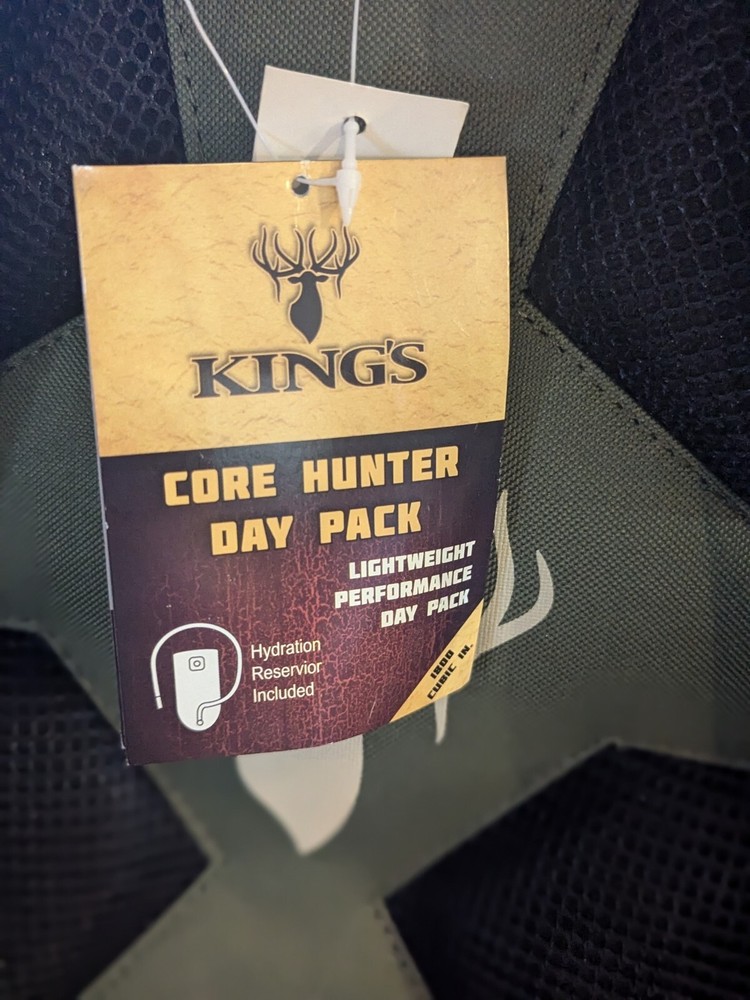 KING'S
CORE HUNTER
DAY PACK
LIGHTWEIGHT
PERFORMANCE
DAY PACK
Hydration
Reservior
Included
1800
CUBIC IN.